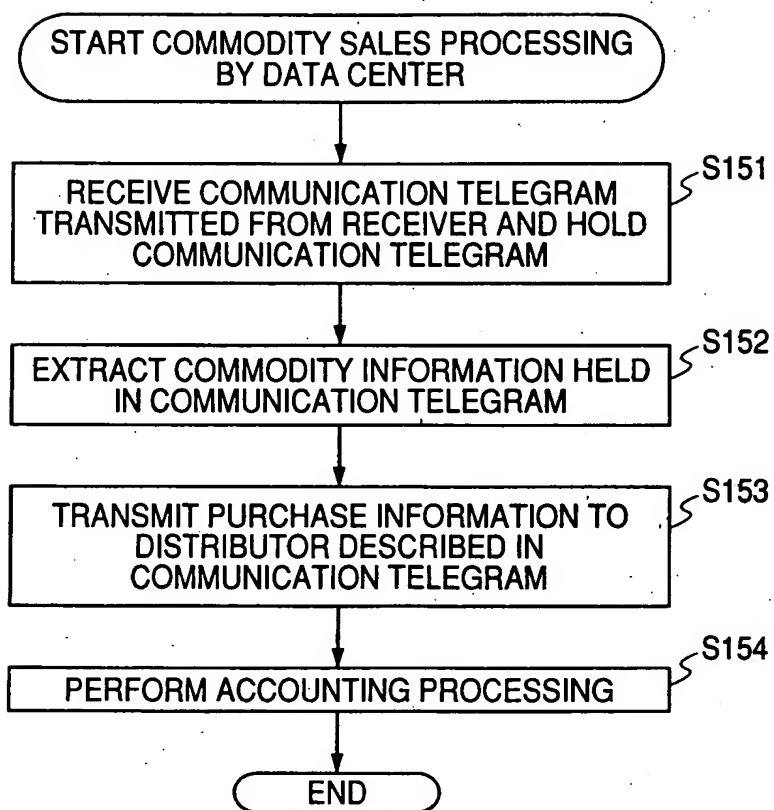 START COMMODITY SALES PROCESSING
BY DATA CENTER
S151
RECEIVE COMMUNICATION TELEGRAM
TRANSMITTED FROM RECEIVER AND HOLD
COMMUNICATION TELEGRAM
S152
EXTRACT COMMODITY INFORMATION HELD
IN COMMUNICATION TELEGRAM
S153
TRANSMIT PURCHASE INFORMATION TO
DISTRIBUTOR DESCRIBED IN
COMMUNICATION TELEGRAM
S154
PERFORM ACCOUNTING PROCESSING
END